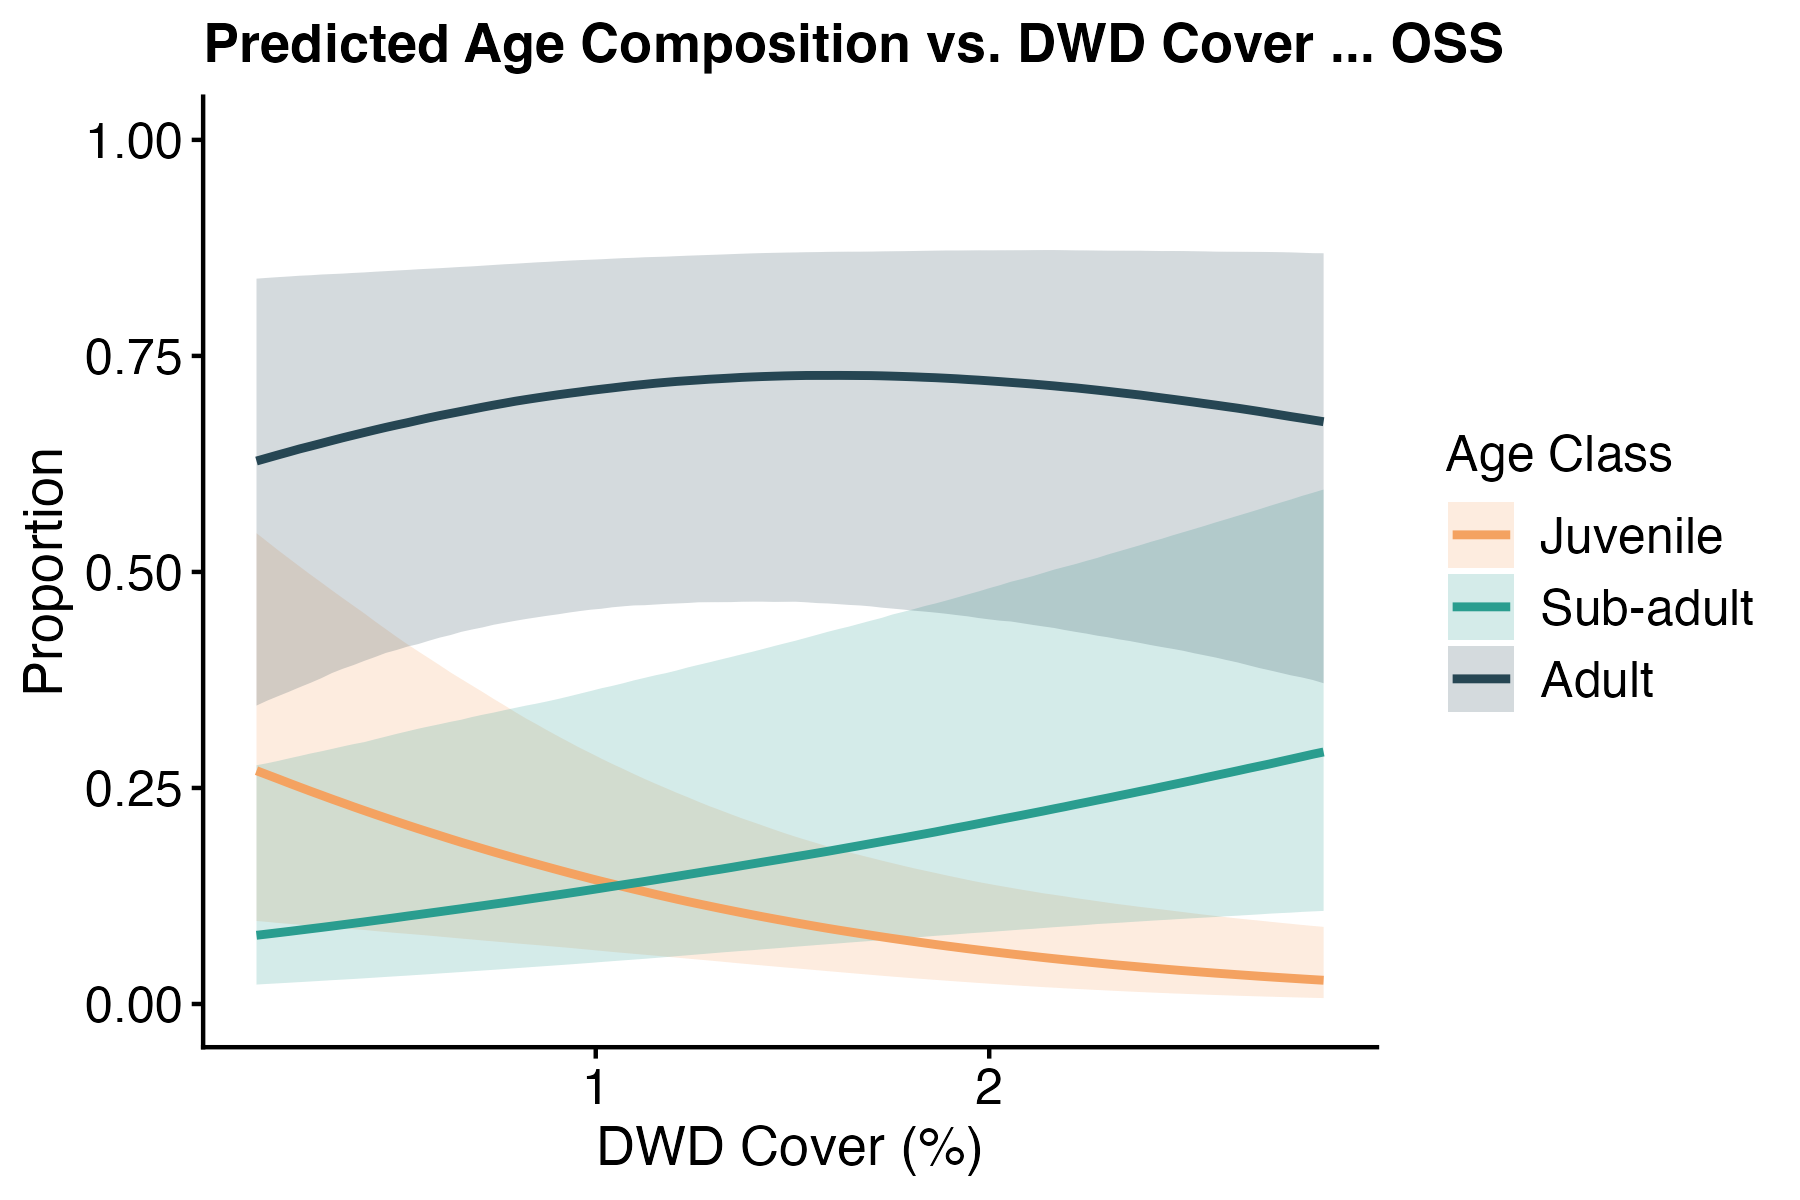 Predicted Age Composition vs. DWD Cover ... OSS
1.00
0.75
0.50
0.25
0.00
Proportion
1
2
DWD Cover (%)
Age Class
Juvenile
Sub-adult
Adult